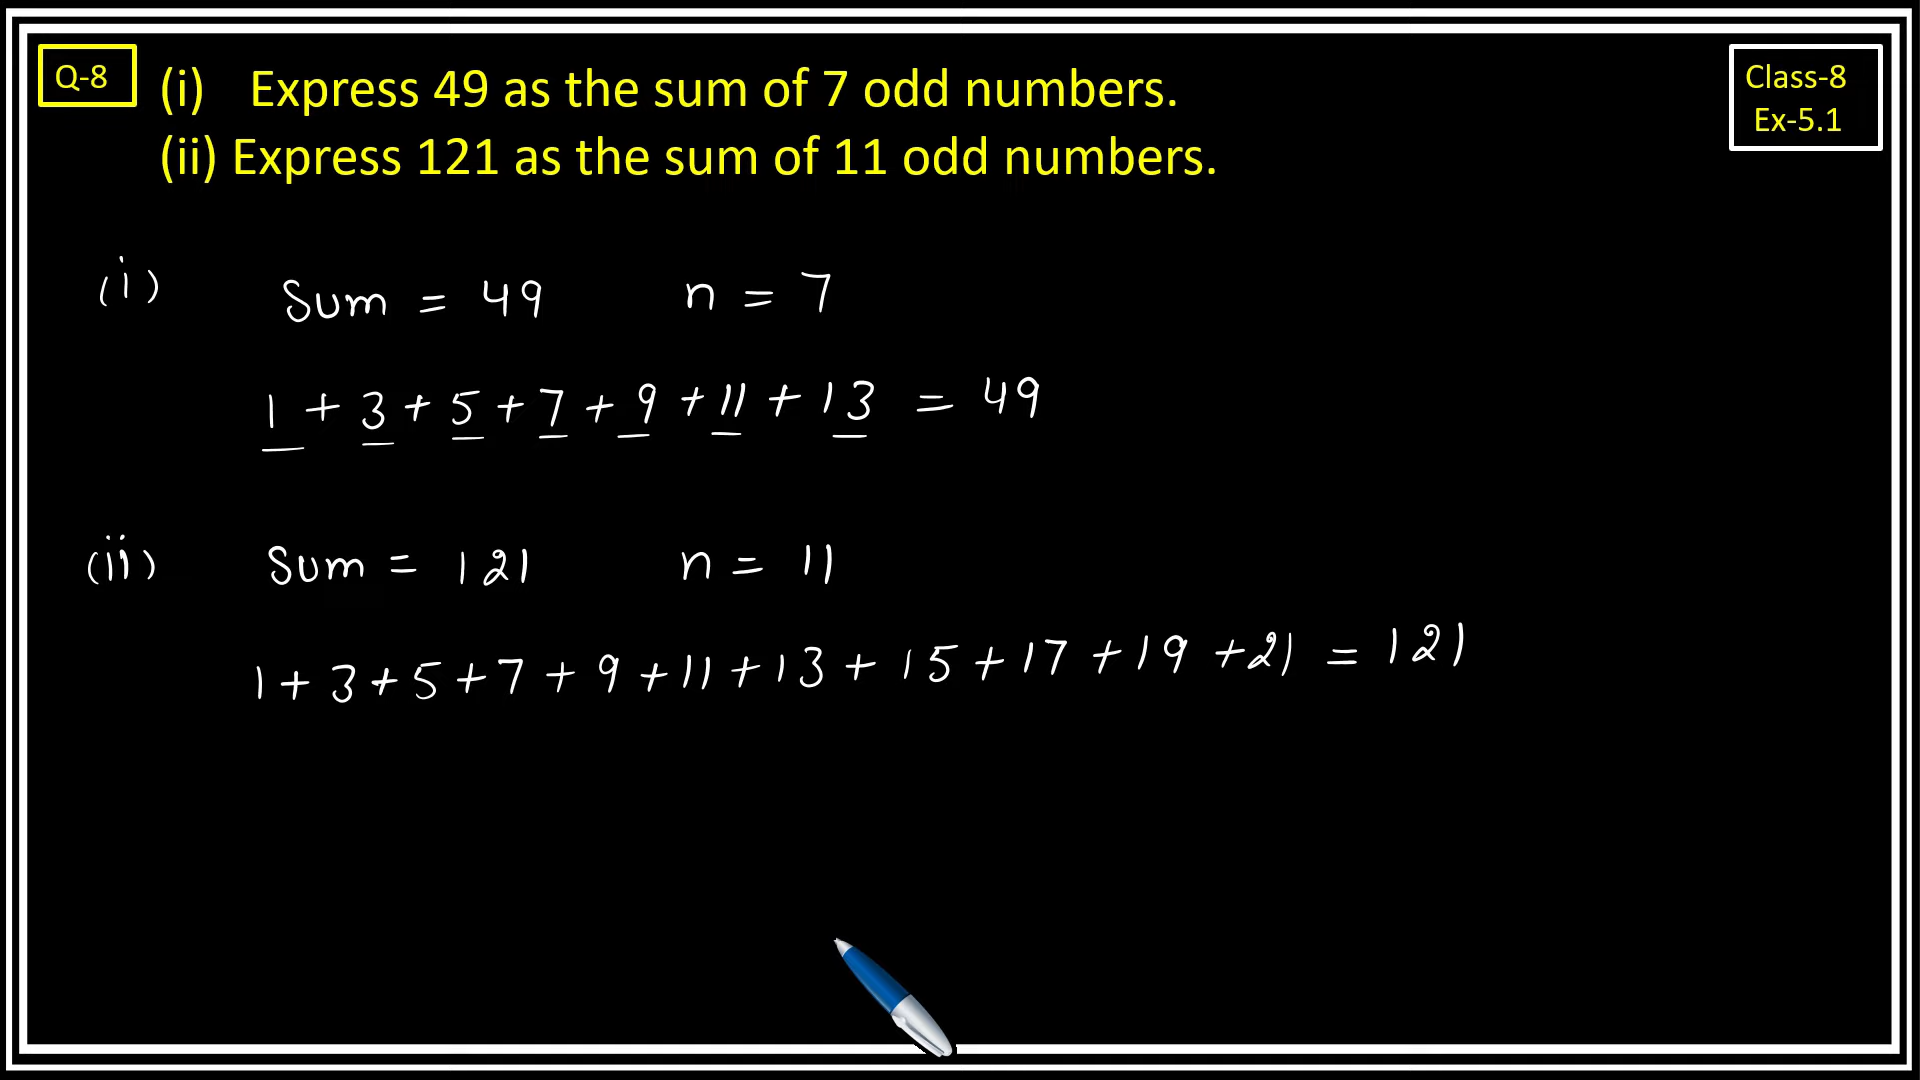 Q-8
(i) Express 49 as the sum of 7 odd numbers.
(ii) Express 121 as the sum of 11 odd numbers.
Class-8
Ex-5.1
(i) Sum = 49 n = 7
1 + 3 + 5 + 7 + 9 + 11 + 13 = 49
(ii) Sum = 121 n = 11
1 + 3 + 5 + 7 + 9 + 11 + 13 + 15 + 17 + 19 + 21 = 121